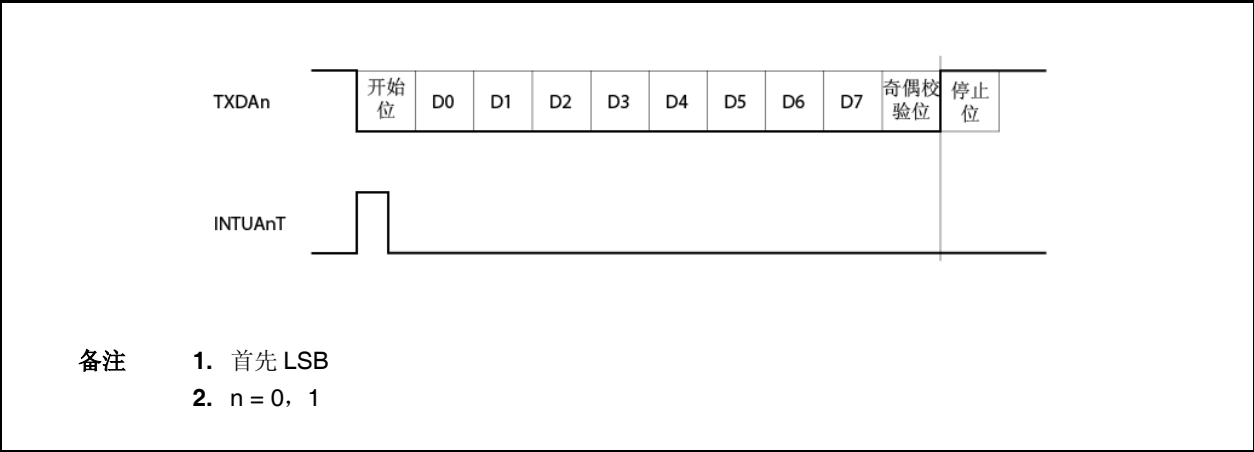 TXDAn 开始位 D0 D1 D2 D3 D4 D5 D6 D7 奇偶校验位 停止位
INTUAnT
备注 1. 首先 LSB
2. n = 0，1